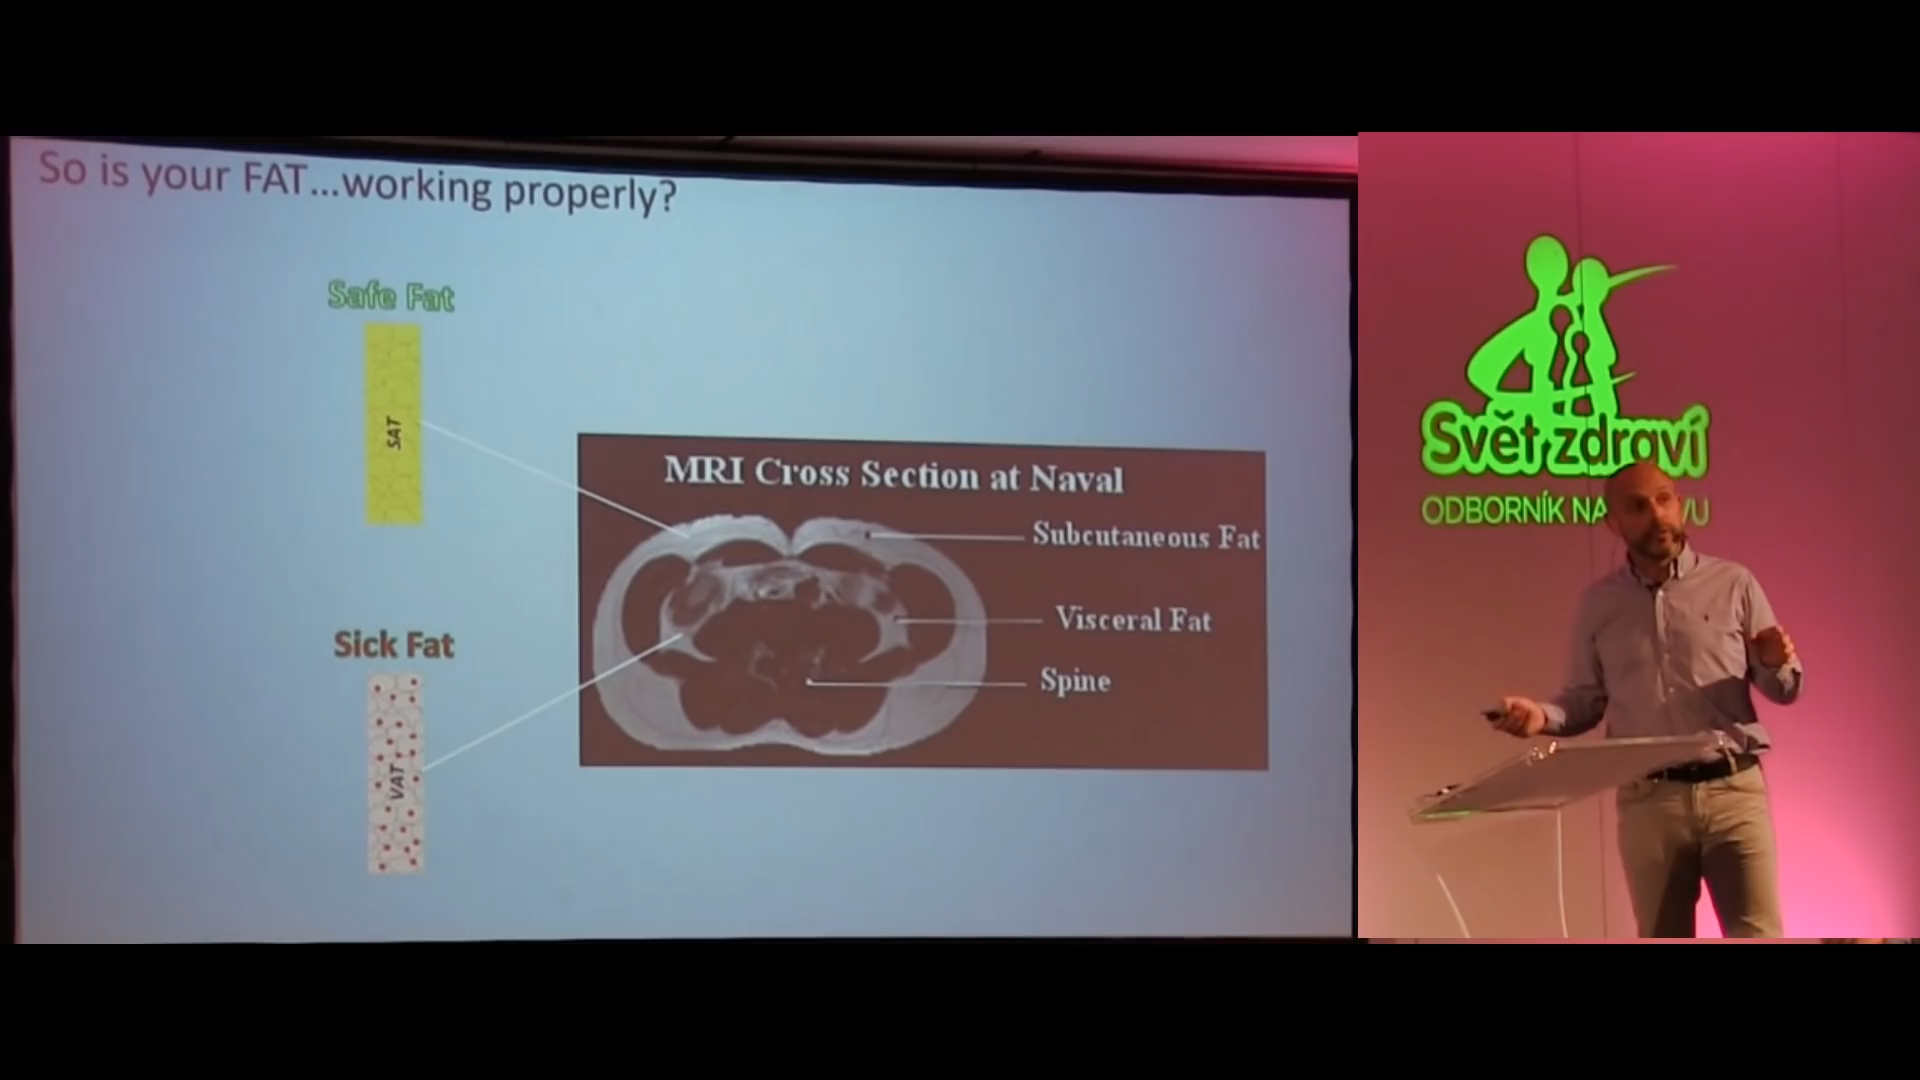 So is your FAT...working properly?
Safe Fat
SAT
MRI Cross Section at Naval
Subcutaneous Fat
Visceral Fat
Spine
Sick Fat
VAT
Svět zdraví
ODBORNÍK NA VU